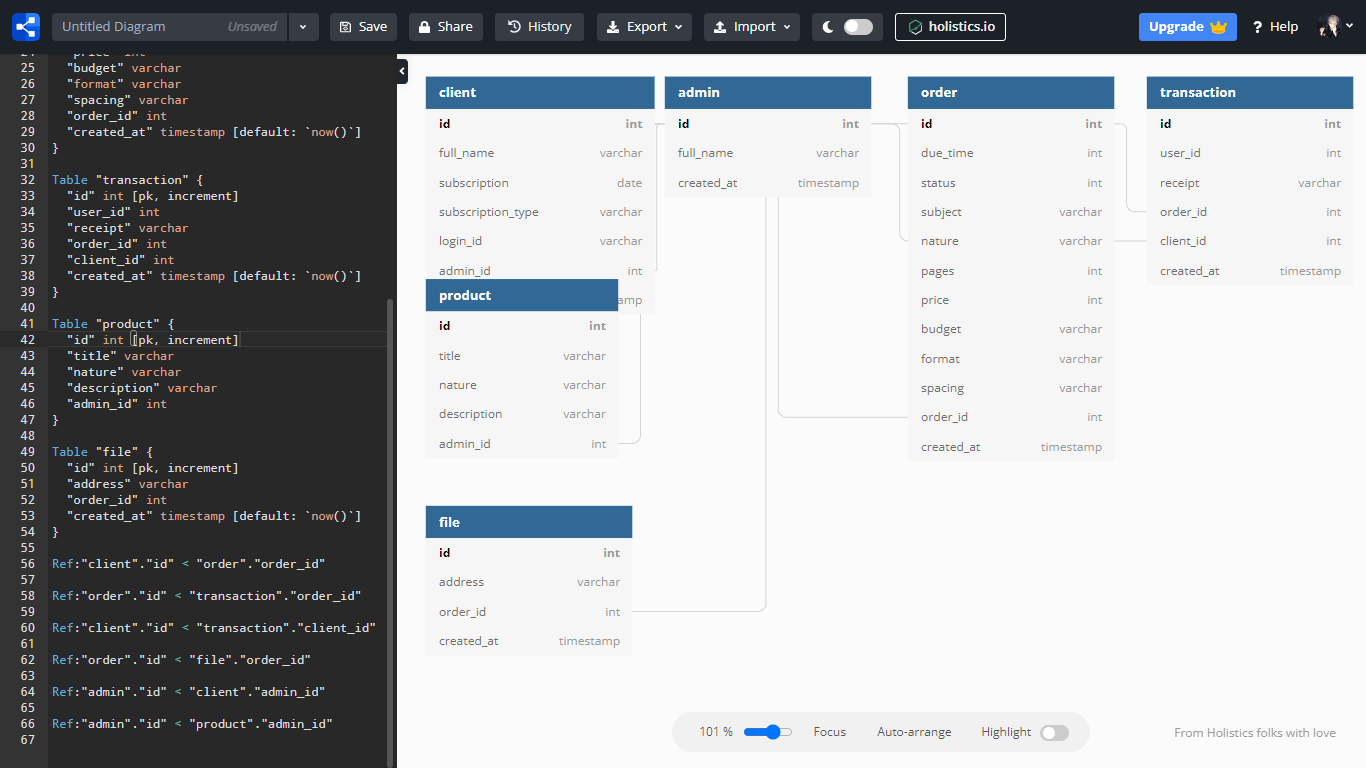 Untitled Diagram Unsaved Save Share History Export Import holistics.io Upgrade Help
25 "budget" varchar
26 "format" varchar
27 "spacing" varchar
28 "order_id" int
29 "created_at" timestamp [default: `now()`]
30 }
31
32 Table "transaction" {
33 "id" int [pk, increment]
34 "user_id" int
35 "receipt" varchar
36 "order_id" int
37 "client_id" int
38 "created_at" timestamp [default: `now()`]
39 }
40
41 Table "product" {
42 "id" int [pk, increment]
43 "title" varchar
44 "nature" varchar
45 "description" varchar
46 "admin_id" int
47 }
48
49 Table "file" {
50 "id" int [pk, increment]
51 "address" varchar
52 "order_id" int
53 "created_at" timestamp [default: `now()`]
54 }
55
56 Ref:"client"."id" < "order"."order_id"
57
58 Ref:"order"."id" < "transaction"."order_id"
59
60 Ref:"client"."id" < "transaction"."client_id"
61
62 Ref:"order"."id" < "file"."order_id"
63
64 Ref:"admin"."id" < "client"."admin_id"
65
66 Ref:"admin"."id" < "product"."admin_id"
67
client
id int
full_name varchar
subscription date
subscription_type varchar
login_id varchar
admin_id int
product
id int
title varchar
nature varchar
description varchar
admin_id int
file
id int
address varchar
order_id int
created_at timestamp
admin
id int
full_name varchar
created_at timestamp
order
id int
due_time int
status int
subject varchar
nature varchar
pages int
price int
budget varchar
format varchar
spacing varchar
order_id int
created_at timestamp
transaction
id int
user_id int
receipt varchar
order_id int
client_id int
created_at timestamp
101 % Focus Auto-arrange Highlight
From Holistics folks with love